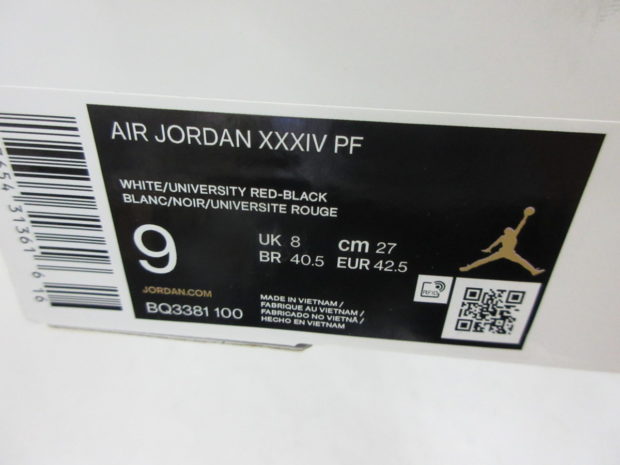 AIR JORDAN XXXIV PF
WHITE/UNIVERSITY RED-BLACK
BLANC/NOIR/UNIVERSITE ROUGE
9
UK 8 cm 27
BR 40.5 EUR 42.5
JORDAN.COM
BQ3381 100
MADE IN VIETNAM /
FABRIQUE AU VIETNAM /
FABRICADO NO VIETNÃ /
HECHO EN VIETNAM
RFID